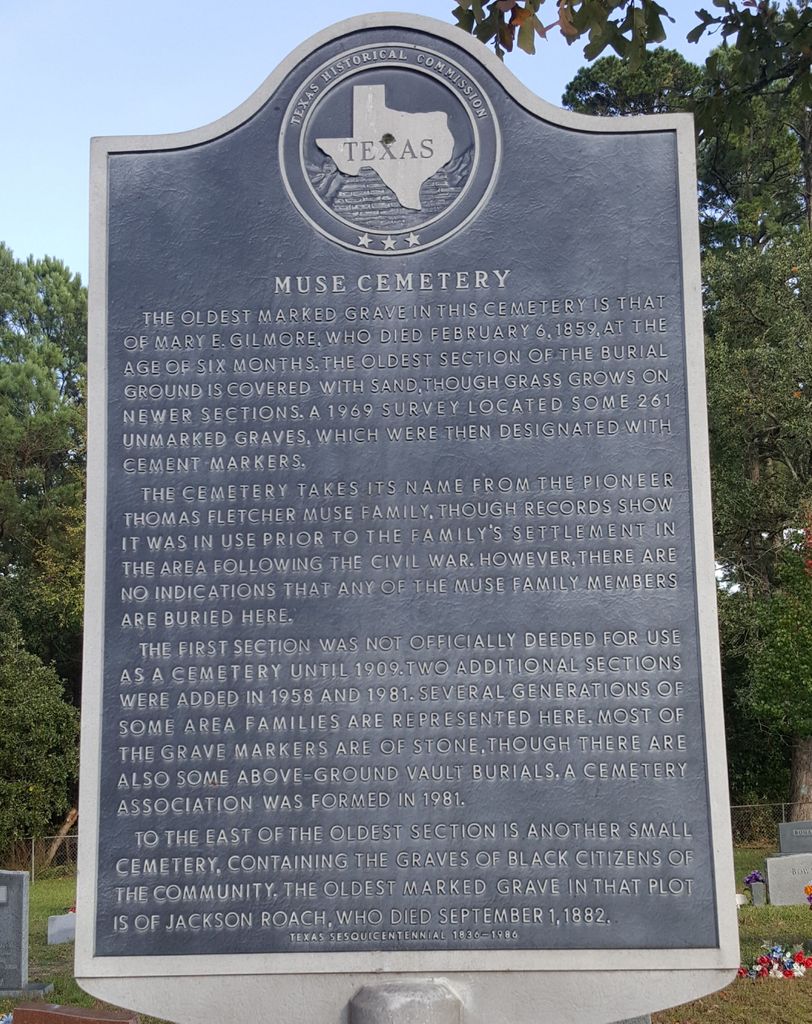 TEXAS HISTORICAL COMMISSION
TEXAS
MUSE CEMETERY
THE OLDEST MARKED GRAVE IN THIS CEMETERY IS THAT
OF MARY E. GILMORE, WHO DIED FEBRUARY 6, 1859, AT THE
AGE OF SIX MONTHS. THE OLDEST SECTION OF THE BURIAL
GROUND IS COVERED WITH SAND, THOUGH GRASS GROWS ON
NEWER SECTIONS. A 1969 SURVEY LOCATED SOME 261
UNMARKED GRAVES, WHICH WERE THEN DESIGNATED WITH
CEMENT MARKERS.
THE CEMETERY TAKES ITS NAME FROM THE PIONEER
THOMAS FLETCHER MUSE FAMILY, THOUGH RECORDS SHOW
IT WAS IN USE PRIOR TO THE FAMILY'S SETTLEMENT IN
THE AREA FOLLOWING THE CIVIL WAR. HOWEVER, THERE ARE
NO INDICATIONS THAT ANY OF THE MUSE FAMILY MEMBERS
ARE BURIED HERE.
THE FIRST SECTION WAS NOT OFFICIALLY DEEDED FOR USE
AS A CEMETERY UNTIL 1909. TWO ADDITIONAL SECTIONS
WERE ADDED IN 1958 AND 1981. SEVERAL GENERATIONS OF
SOME AREA FAMILIES ARE REPRESENTED HERE. MOST OF
THE GRAVE MARKERS ARE OF STONE, THOUGH THERE ARE
ALSO SOME ABOVE-GROUND VAULT BURIALS. A CEMETERY
ASSOCIATION WAS FORMED IN 1981.
TO THE EAST OF THE OLDEST SECTION IS ANOTHER SMALL
CEMETERY, CONTAINING THE GRAVES OF BLACK CITIZENS OF
THE COMMUNITY. THE OLDEST MARKED GRAVE IN THAT PLOT
IS OF JACKSON ROACH, WHO DIED SEPTEMBER 1, 1882.
TEXAS SESQUICENTENNIAL 1836-1986